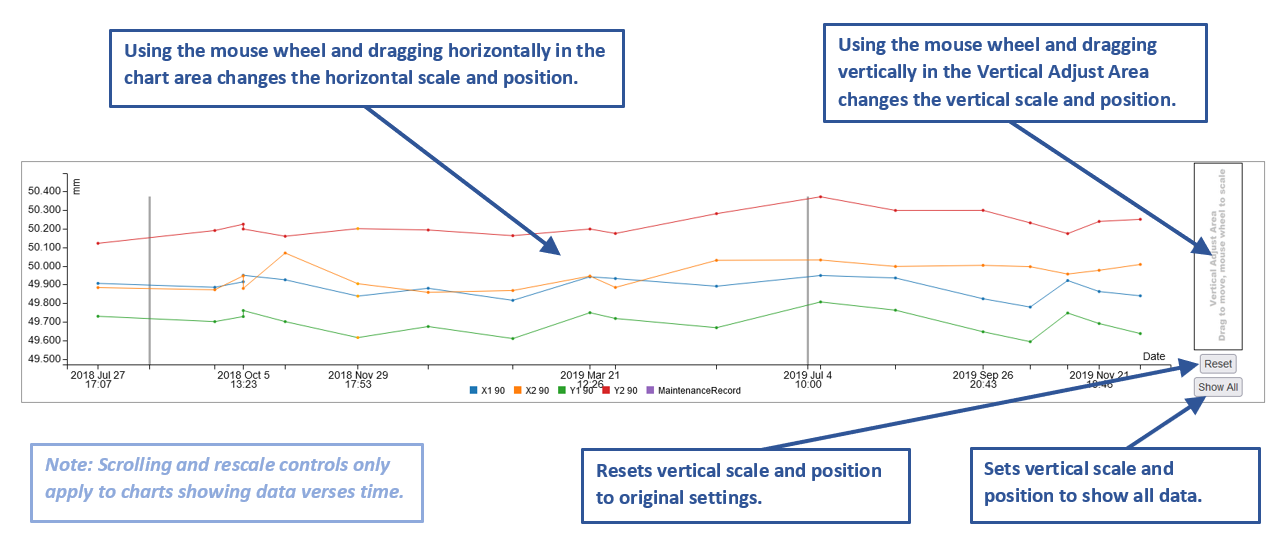 Using the mouse wheel and dragging horizontally in the
chart area changes the horizontal scale and position.
Using the mouse wheel and dragging
vertically in the Vertical Adjust Area
changes the vertical scale and position.
mm
50.400
50.300
50.200
50.100
50.000
49.900
49.800
49.700
49.600
49.500
Vertical Adjust Area
Drag to move, mouse wheel to scale
Date
Reset
Show All
2018 Jul 27
17:07
2018 Oct 5
13:23
2018 Nov 29
17:53
2019 Mar 21
12:26
2019 Jul 4
10:00
2019 Sep 26
20:43
2019 Nov 21
X1 90 X2 90 Y1 90 Y2 90 MaintenanceRecord
Note: Scrolling and rescale controls only
apply to charts showing data verses time.
Resets vertical scale and position
to original settings.
Sets vertical scale and
position to show all data.